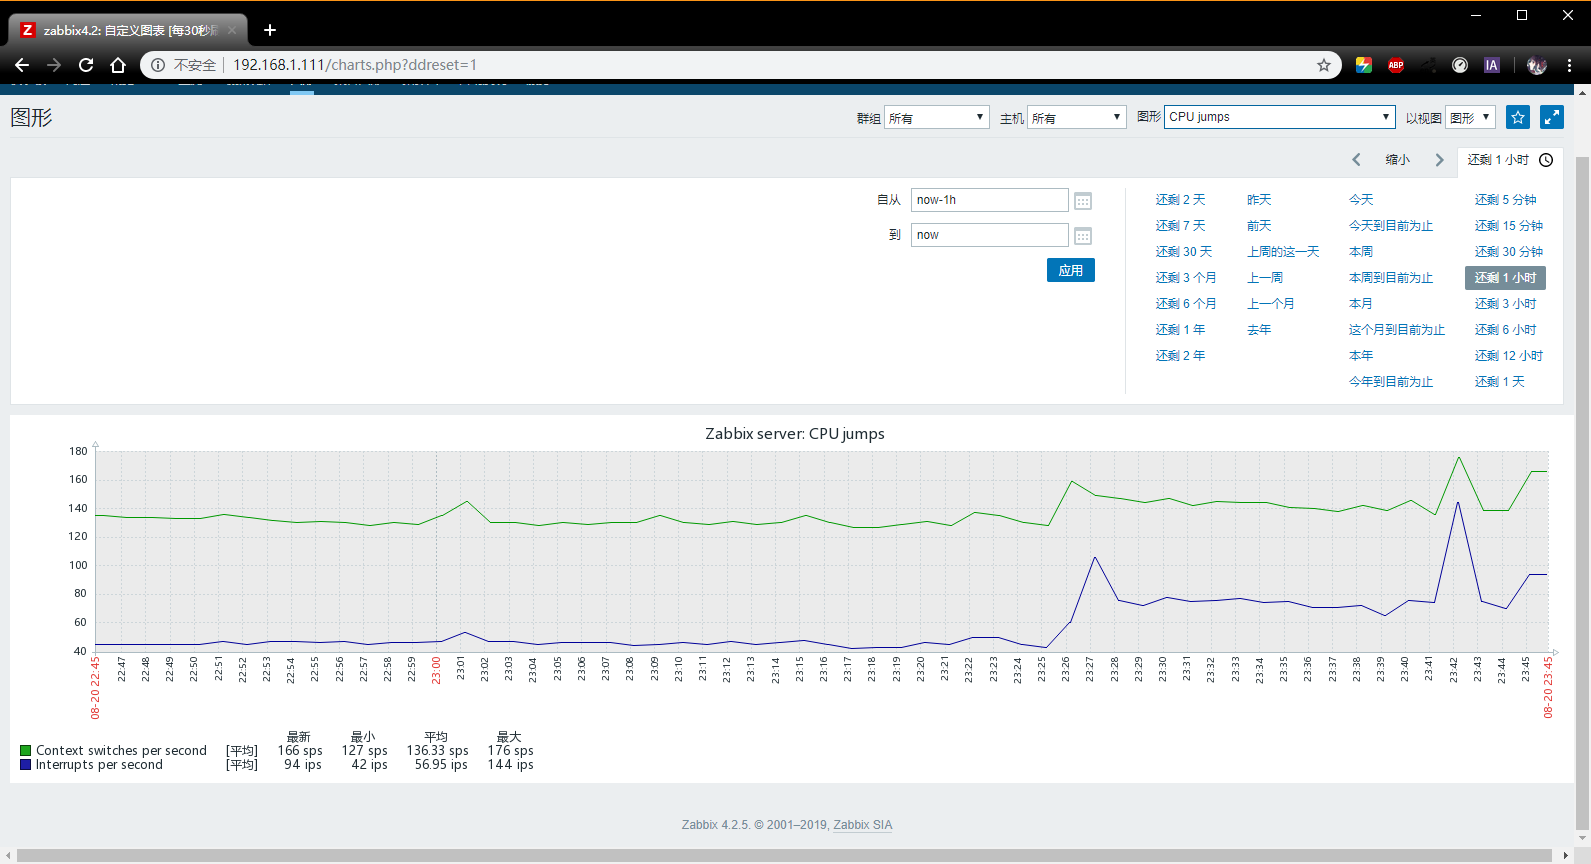 zabbix4.2: 自定义图表 [每30秒刷
不安全 192.168.1.111/charts.php?ddreset=1
ABP
IA
图形
群组 所有 主机 所有 图形 CPU jumps 以视图 图形
缩小 还剩 1 小时
自从 now-1h
到 now
应用
还剩 2 天 昨天 今天 还剩 5 分钟
还剩 7 天 前天 今天到目前为止 还剩 15 分钟
还剩 30 天 上周的这一天 本周 还剩 30 分钟
还剩 3 个月 上一周 本周到目前为止 还剩 1 小时
还剩 6 个月 上一个月 本月 还剩 3 小时
还剩 1 年 去年 这个月到目前为止 还剩 6 小时
还剩 2 年 本年 还剩 12 小时
今年到目前为止 还剩 1 天
Zabbix server: CPU jumps
180
160
140
120
100
80
60
40
08-20 22:45 22:47 22:48 22:49 22:50 22:51 22:52 22:53 22:54 22:55 22:56 22:57 22:58 22:59 23:00 23:01 23:02 23:03 23:04 23:05 23:06 23:07 23:08 23:09 23:10 23:11 23:12 23:13 23:14 23:15 23:16 23:17 23:18 23:19 23:20 23:21 23:22 23:23 23:24 23:25 23:26 23:27 23:28 23:29 23:30 23:31 23:32 23:33 23:34 23:35 23:36 23:37 23:38 23:39 23:40 23:41 23:42 23:43 23:44 23:45 08-20 23:45
最新 最小 平均 最大
Context switches per second [平均] 166 sps 127 sps 136.33 sps 176 sps
Interrupts per second [平均] 94 ips 42 ips 56.95 ips 144 ips
Zabbix 4.2.5. © 2001–2019, Zabbix SIA